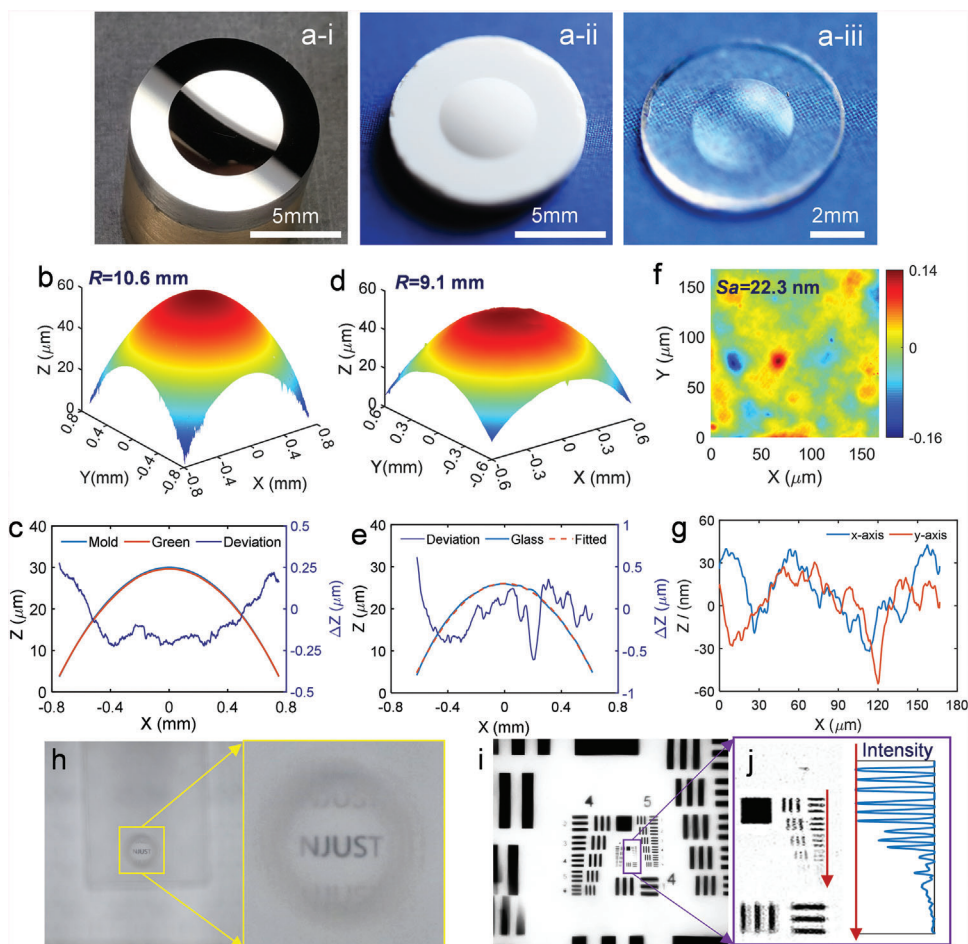 a-i
5mm
a-ii
5mm
a-iii
2mm
b
R=10.6 mm
Z (μm)
60
40
20
0
0.8
0.4
0
-0.4
-0.8
Y(mm)
-0.8
-0.4
0
0.4
0.8
X (mm)
d
R=9.1 mm
Z (μm)
60
40
20
0
0.6
0.3
0
-0.3
-0.6
Y(mm)
-0.6
-0.3
0
0.3
0.6
X (mm)
f
Sa=22.3 nm
Y (μm)
150
100
50
0
0
50
100
150
X (μm)
0.14
0
-0.16
c
Mold Green Deviation
Z (μm)
40
30
20
10
0
-0.8 -0.4 0 0.4 0.8
X (mm)
0.5
0.25
0
-0.25
-0.5
ΔZ (μm)
e
Deviation Glass Fitted
Z (μm)
40
30
20
10
0
-0.8 -0.4 0 0.4 0.8
X (mm)
1
0.5
0
-0.5
-1
ΔZ (μm)
g
x-axis y-axis
Z / (nm)
60
30
0
-30
-60
0 30 60 90 120 150 180
X (μm)
h
NJUST
NJUST
NJUST
NJUST
i
4
5
4
j
Intensity